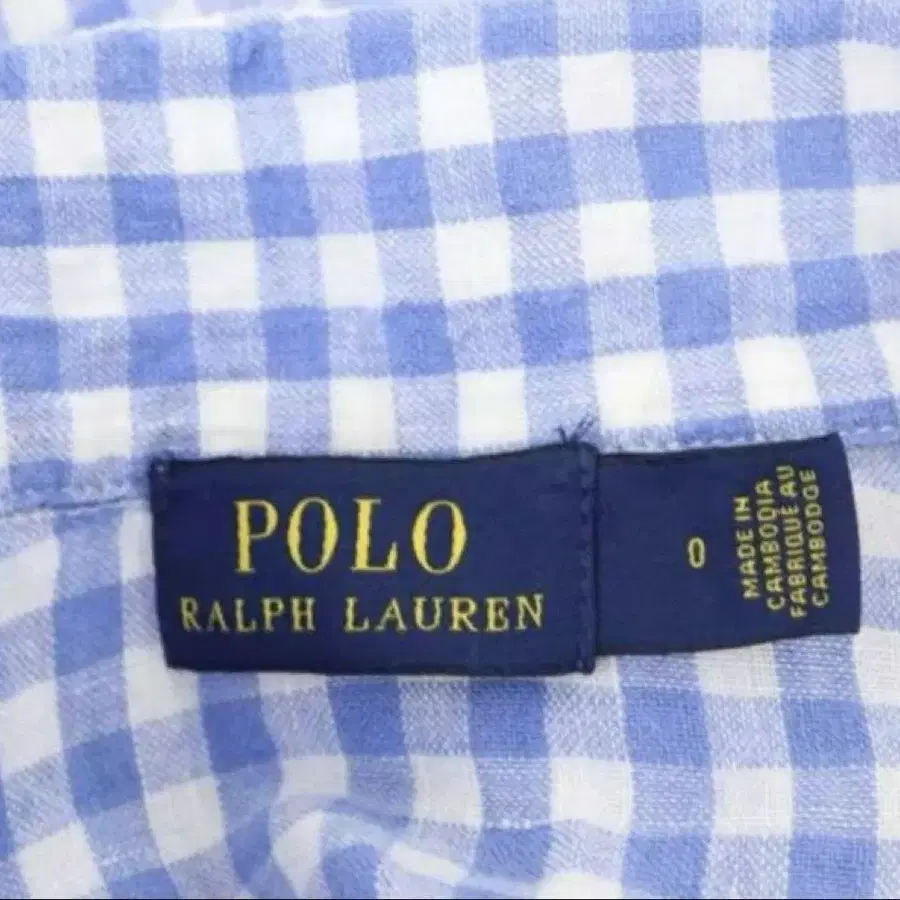 POLO
RALPH LAUREN
0
MADE IN
CAMBODIA
FABRIQUÉ AU
CAMBODGE